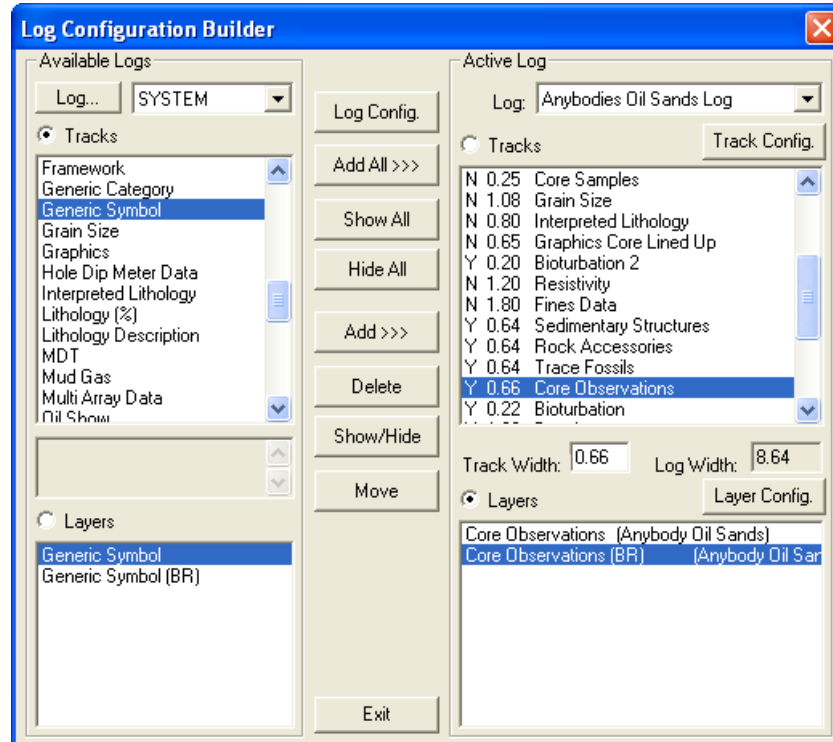 Log Configuration Builder
Available Logs
Log...
SYSTEM
Tracks
Framework
Generic Category
Generic Symbol
Grain Size
Graphics
Hole Dip Meter Data
Interpreted Lithology
Lithology (%)
Lithology Description
MDT
Mud Gas
Multi Array Data
Oil Show
Layers
Generic Symbol
Generic Symbol (BR)
Log Config.
Add All >>>
Show All
Hide All
Add >>>
Delete
Show/Hide
Move
Exit
Active Log
Log: Anybodies Oil Sands Log
Tracks
Track Config.
N 0.25 Core Samples
N 1.08 Grain Size
N 0.80 Interpreted Lithology
N 0.65 Graphics Core Lined Up
Y 0.20 Bioturbation 2
N 1.20 Resistivity
N 1.80 Fines Data
Y 0.64 Sedimentary Structures
Y 0.64 Rock Accessories
Y 0.64 Trace Fossils
Y 0.66 Core Observations
Y 0.22 Bioturbation
Track Width: 0.66 Log Width: 8.64
Layers
Layer Config.
Core Observations (Anybody Oil Sands)
Core Observations (BR) (Anybody Oil San